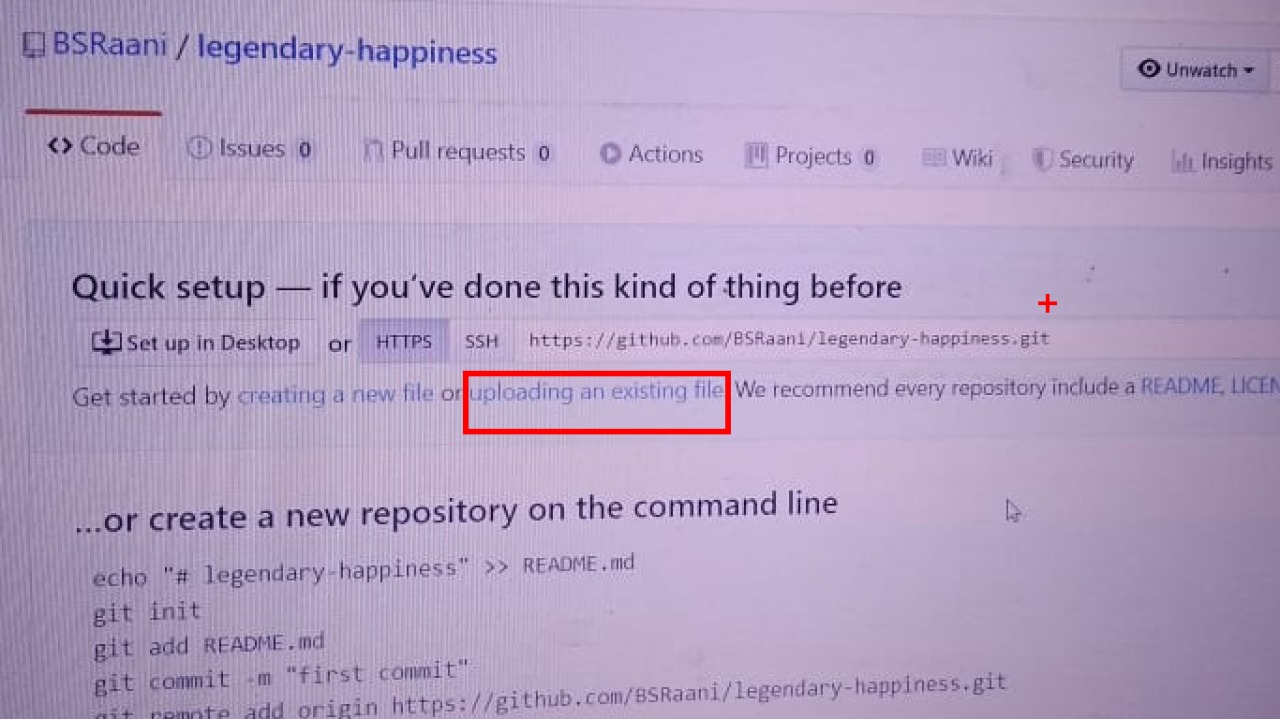 BSRaani / legendary-happiness
Unwatch
Code Issues 0 Pull requests 0 Actions Projects 0 Wiki Security Insights
Quick setup — if you've done this kind of thing before
Set up in Desktop or HTTPS SSH https://github.com/BSRaani/legendary-happiness.git
Get started by creating a new file or uploading an existing file. We recommend every repository include a README, LICEN
...or create a new repository on the command line
echo "# legendary-happiness" >> README.md
git init
git add README.md
git commit -m "first commit"
git remote add origin https://github.com/BSRaani/legendary-happiness.git